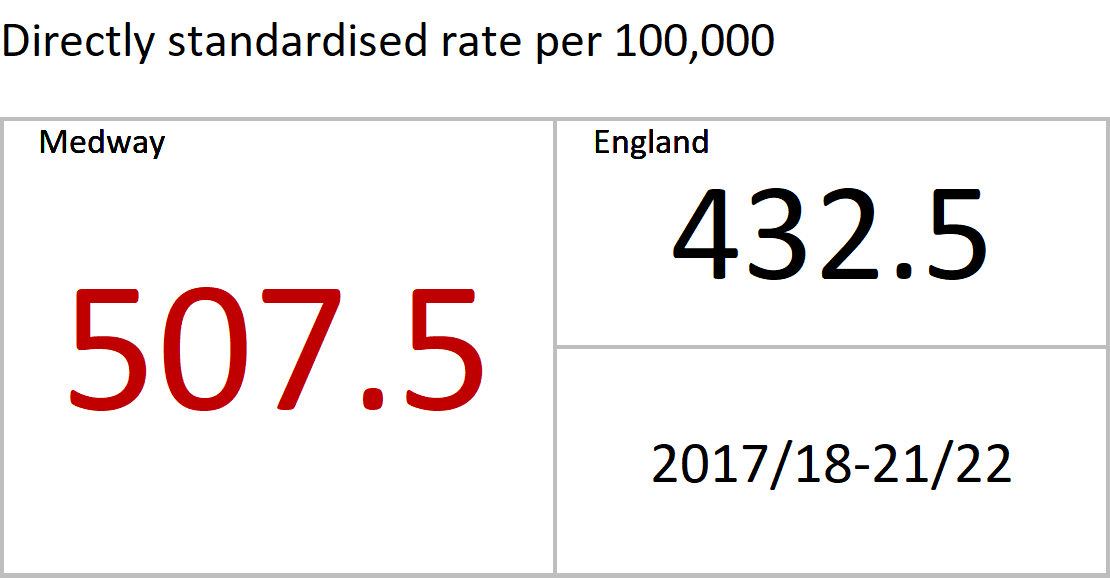 Directly standardised rate per 100,000
Medway
507.5
England
432.5
2017/18-21/22